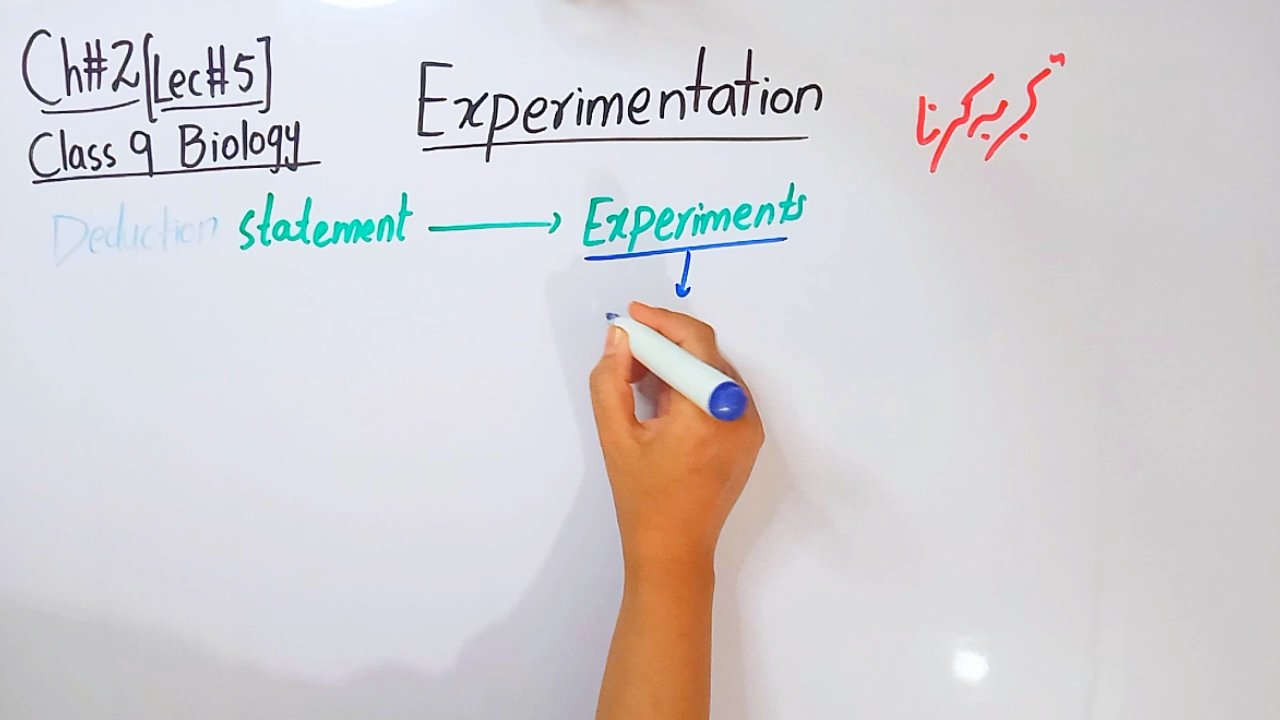 Ch#2[Lec#5]
Class 9 Biology
Experimentation
تجربہ کرنا
Deduction statement → Experiments